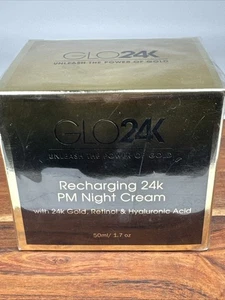 GLO24K
UNLEASH THE POWER OF GOLD
GLO24K
UNLEASH THE POWER OF GOLD
Recharging 24k
PM Night Cream
with 24k Gold, Retinol & Hyaluronic Acid
50ml/ 1.7 oz